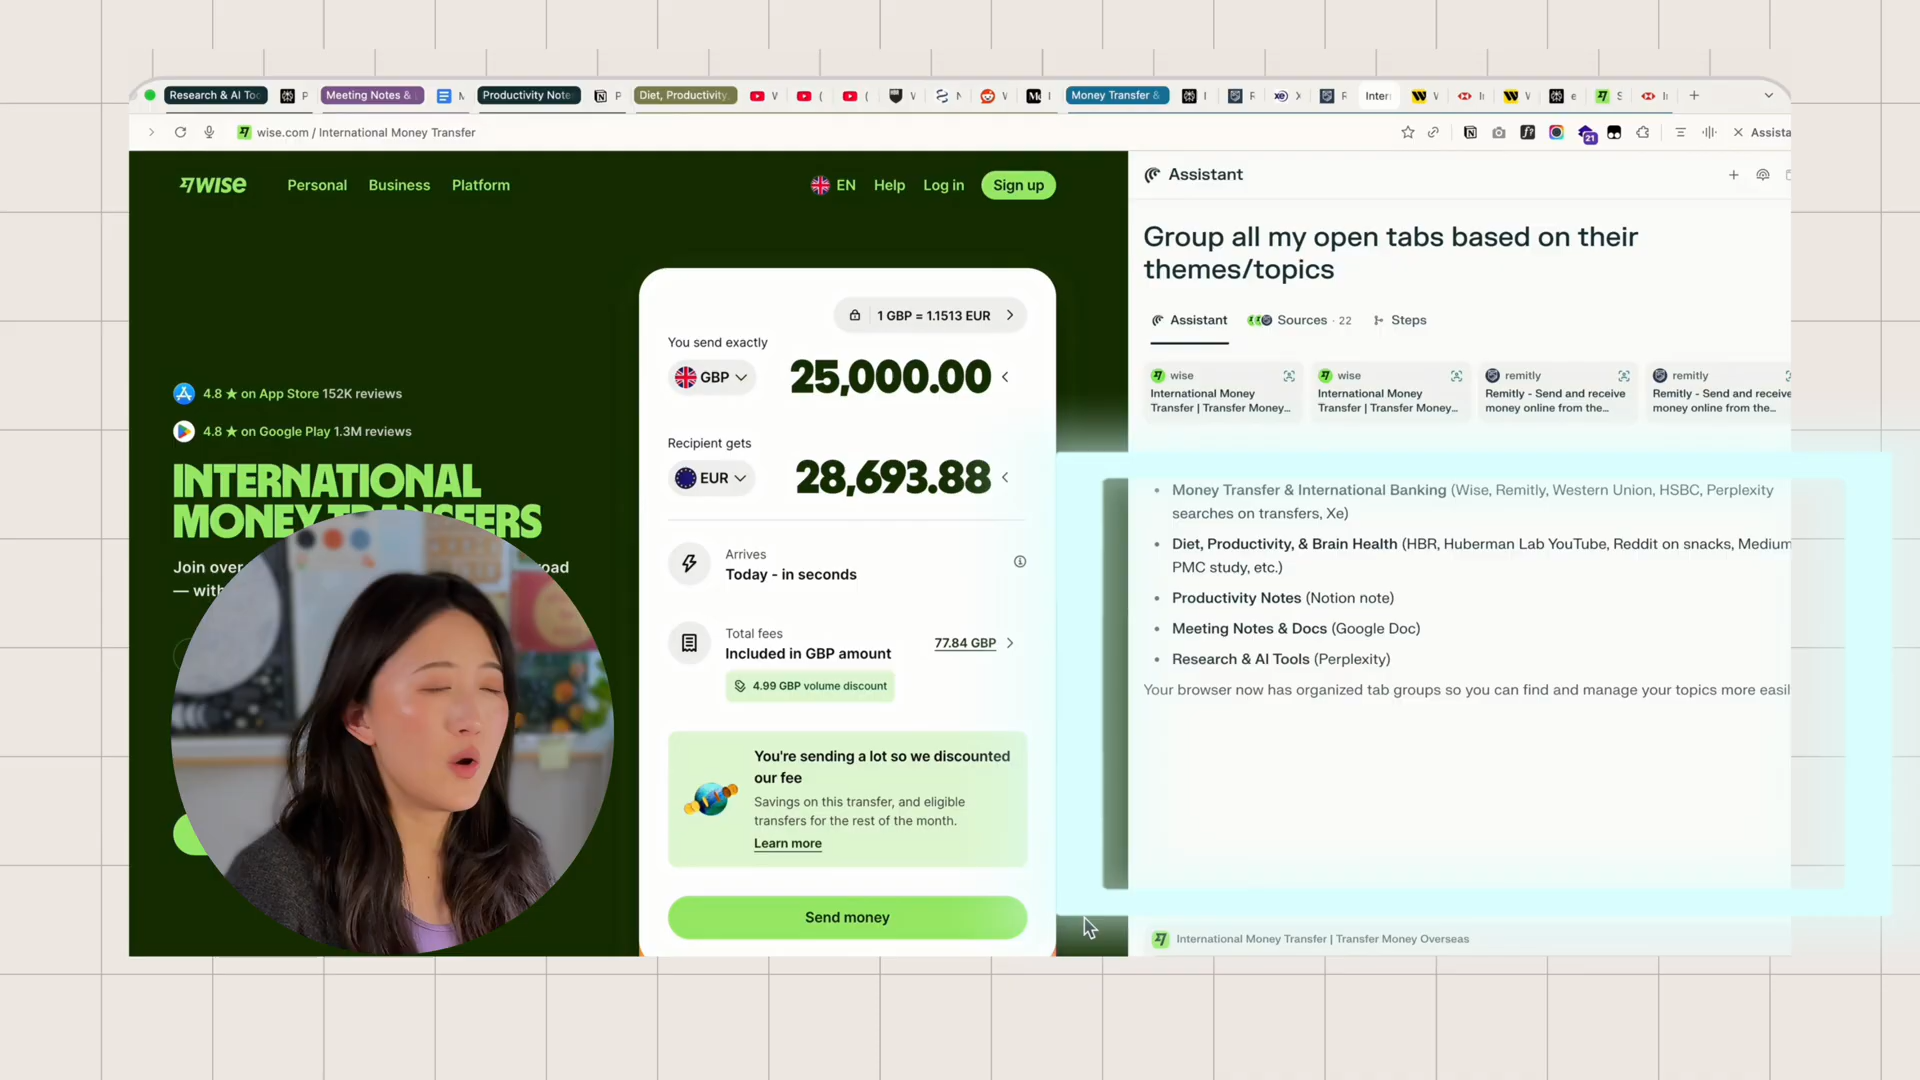 Research & AI Too
P
Meeting Notes &
Productivity Note
P
Diet, Productivity,
Money Transfer &
Inter
wise.com / International Money Transfer
21
Assista
WISE
Personal
Business
Platform
EN
Help
Log in
Sign up
4.8 ★ on App Store 152K reviews
4.8 ★ on Google Play 1.3M reviews
INTERNATIONAL
MONEY TRANSFERS
Join over
oad
— with
1 GBP = 1.1513 EUR
You send exactly
GBP
25,000.00
Recipient gets
EUR
28,693.88
Arrives
Today - in seconds
Total fees
Included in GBP amount
77.84 GBP
4.99 GBP volume discount
You're sending a lot so we discounted
our fee
Savings on this transfer, and eligible
transfers for the rest of the month.
Learn more
Send money
Assistant
Group all my open tabs based on their
themes/topics
Assistant
Sources · 22
Steps
wise
International Money
Transfer | Transfer Money...
wise
International Money
Transfer | Transfer Money...
remitly
Remitly - Send and receive
money online from the...
remitly
Remitly - Send and receive
money online from the...
• Money Transfer & International Banking (Wise, Remitly, Western Union, HSBC, Perplexity
searches on transfers, Xe)
• Diet, Productivity, & Brain Health (HBR, Huberman Lab YouTube, Reddit on snacks, Medium
PMC study, etc.)
• Productivity Notes (Notion note)
• Meeting Notes & Docs (Google Doc)
• Research & AI Tools (Perplexity)
Your browser now has organized tab groups so you can find and manage your topics more easil
International Money Transfer | Transfer Money Overseas